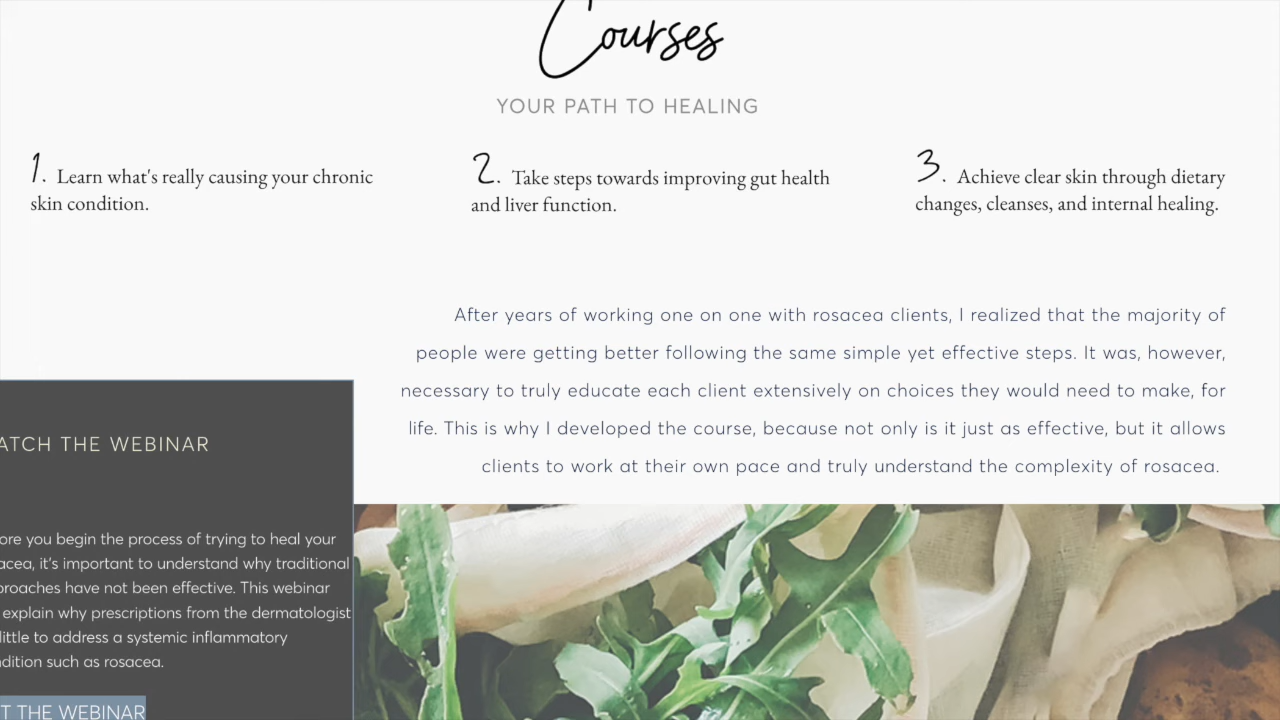 Courses
YOUR PATH TO HEALING
1. Learn what's really causing your chronic
skin condition.
2. Take steps towards improving gut health
and liver function.
3. Achieve clear skin through dietary
changes, cleanses, and internal healing.
After years of working one on one with rosacea clients, I realized that the majority of
people were getting better following the same simple yet effective steps. It was, however,
necessary to truly educate each client extensively on choices they would need to make, for
life. This is why I developed the course, because not only is it just as effective, but it allows
clients to work at their own pace and truly understand the complexity of rosacea.
ATCH THE WEBINAR
ore you begin the process of trying to heal your
acea, it's important to understand why traditional
proaches have not been effective. This webinar
explain why prescriptions from the dermatologist
little to address a systemic inflammatory
ndition such as rosacea.
T THE WEBINAR